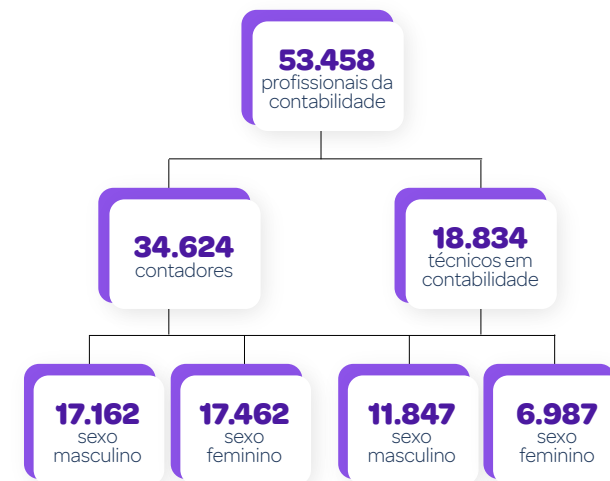 53.458
profissionais da
contabilidade
34.624
contadores
18.834
técnicos em
contabilidade
17.162
sexo
masculino
17.462
sexo
feminino
11.847
sexo
masculino
6.987
sexo
feminino